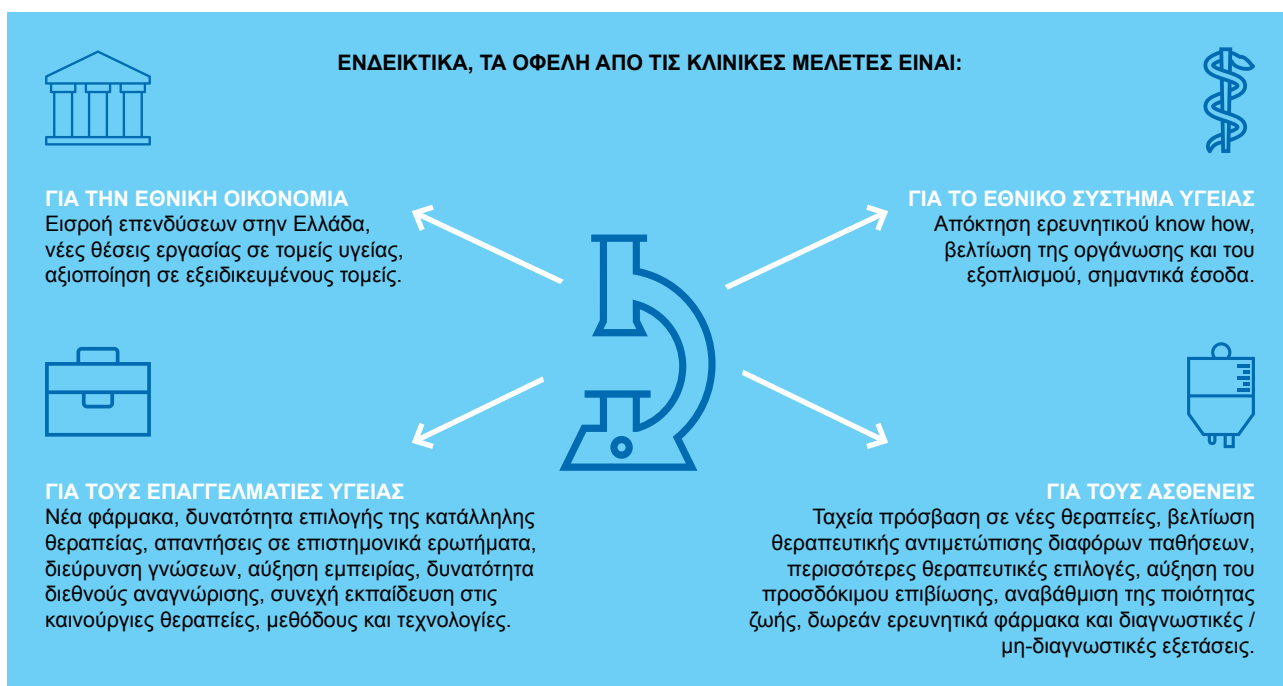 ΕΝΔΕΙΚΤΙΚΑ, ΤΑ ΟΦΕΛΗ ΑΠΟ ΤΙΣ ΚΛΙΝΙΚΕΣ ΜΕΛΕΤΕΣ ΕΙΝΑΙ:
ΓΙΑ ΤΗΝ ΕΘΝΙΚΗ ΟΙΚΟΝΟΜΙΑ
Εισροή επενδύσεων στην Ελλάδα,
νέες θέσεις εργασίας σε τομείς υγείας,
αξιοποίηση σε εξειδικευμένους τομείς.
ΓΙΑ ΤΟ ΕΘΝΙΚΟ ΣΥΣΤΗΜΑ ΥΓΕΙΑΣ
Απόκτηση ερευνητικού know how,
βελτίωση της οργάνωσης και του
εξοπλισμού, σημαντικά έσοδα.
ΓΙΑ ΤΟΥΣ ΕΠΑΓΓΕΛΜΑΤΙΕΣ ΥΓΕΙΑΣ
Νέα φάρμακα, δυνατότητα επιλογής της κατάλληλης
θεραπείας, απαντήσεις σε επιστημονικά ερωτήματα,
διεύρυνση γνώσεων, αύξηση εμπειρίας, δυνατότητα
διεθνούς αναγνώρισης, συνεχή εκπαίδευση στις
καινούργιες θεραπείες, μεθόδους και τεχνολογίες.
ΓΙΑ ΤΟΥΣ ΑΣΘΕΝΕΙΣ
Ταχεία πρόσβαση σε νέες θεραπείες, βελτίωση
θεραπευτικής αντιμετώπισης διαφόρων παθήσεων,
περισσότερες θεραπευτικές επιλογές, αύξηση του
προσδόκιμου επιβίωσης, αναβάθμιση της ποιότητας
ζωής, δωρεάν ερευνητικά φάρμακα και διαγνωστικές /
μη-διαγνωστικές εξετάσεις.